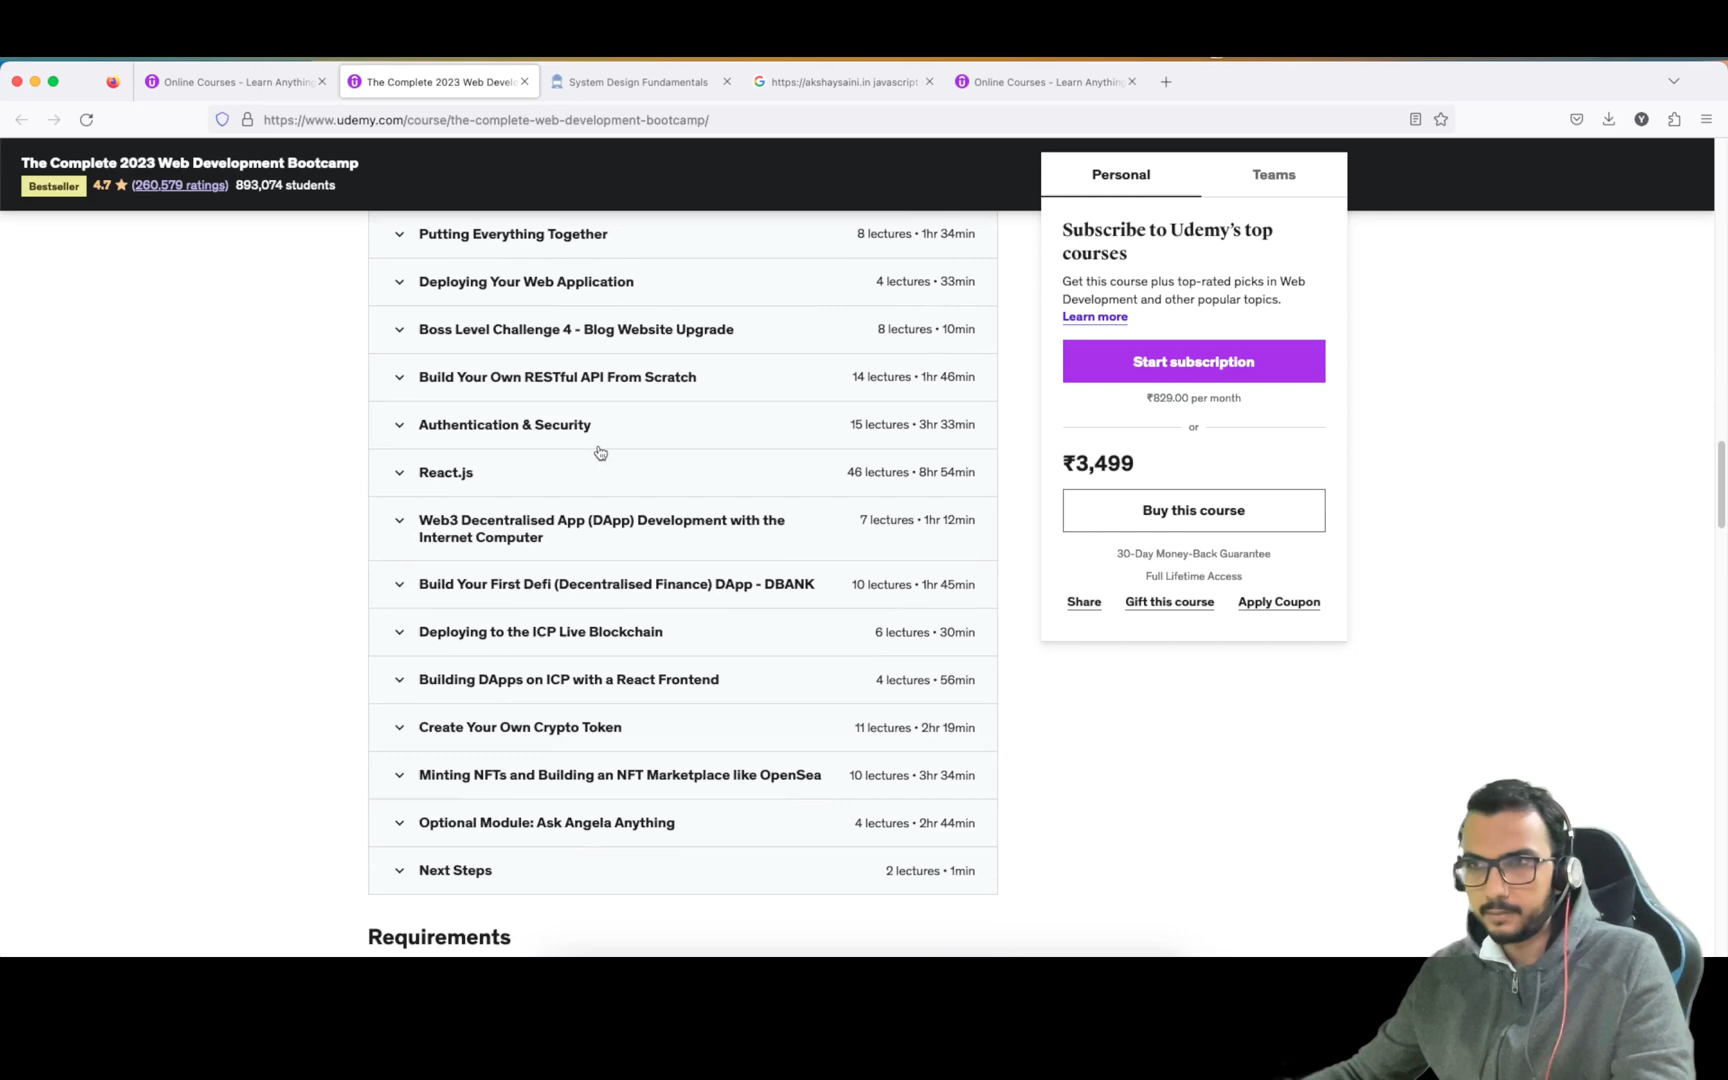 Online Courses - Learn Anything
The Complete 2023 Web Develo
System Design Fundamentals
https://akshaysaini.in javascript
Online Courses - Learn Anything
https://www.udemy.com/course/the-complete-web-development-bootcamp/
The Complete 2023 Web Development Bootcamp
Bestseller 4.7 ★ (260,579 ratings) 893,074 students
Putting Everything Together 8 lectures • 1hr 34min
Deploying Your Web Application 4 lectures • 33min
Boss Level Challenge 4 - Blog Website Upgrade 8 lectures • 10min
Build Your Own RESTful API From Scratch 14 lectures • 1hr 46min
Authentication & Security 15 lectures • 3hr 33min
React.js 46 lectures • 8hr 54min
Web3 Decentralised App (DApp) Development with the 7 lectures • 1hr 12min
Internet Computer
Build Your First Defi (Decentralised Finance) DApp - DBANK 10 lectures • 1hr 45min
Deploying to the ICP Live Blockchain 6 lectures • 30min
Building DApps on ICP with a React Frontend 4 lectures • 56min
Create Your Own Crypto Token 11 lectures • 2hr 19min
Minting NFTs and Building an NFT Marketplace like OpenSea 10 lectures • 3hr 34min
Optional Module: Ask Angela Anything 4 lectures • 2hr 44min
Next Steps 2 lectures • 1min
Requirements
Personal Teams
Subscribe to Udemy's top
courses
Get this course plus top-rated picks in Web
Development and other popular topics.
Learn more
Start subscription
₹829.00 per month
or
₹3,499
Buy this course
30-Day Money-Back Guarantee
Full Lifetime Access
Share Gift this course Apply Coupon